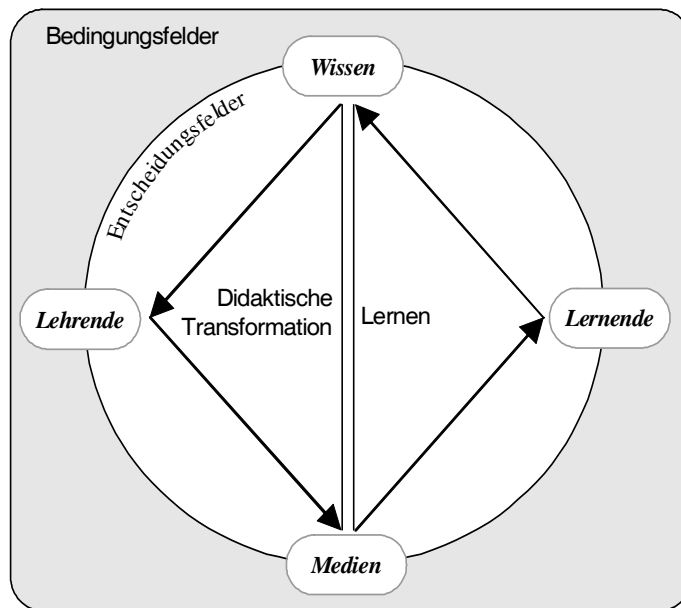 Bedingungsfelder
Wissen
Entscheidungsfelder
Didaktische
Transformation
Lernen
Lehrende
Lernende
Medien